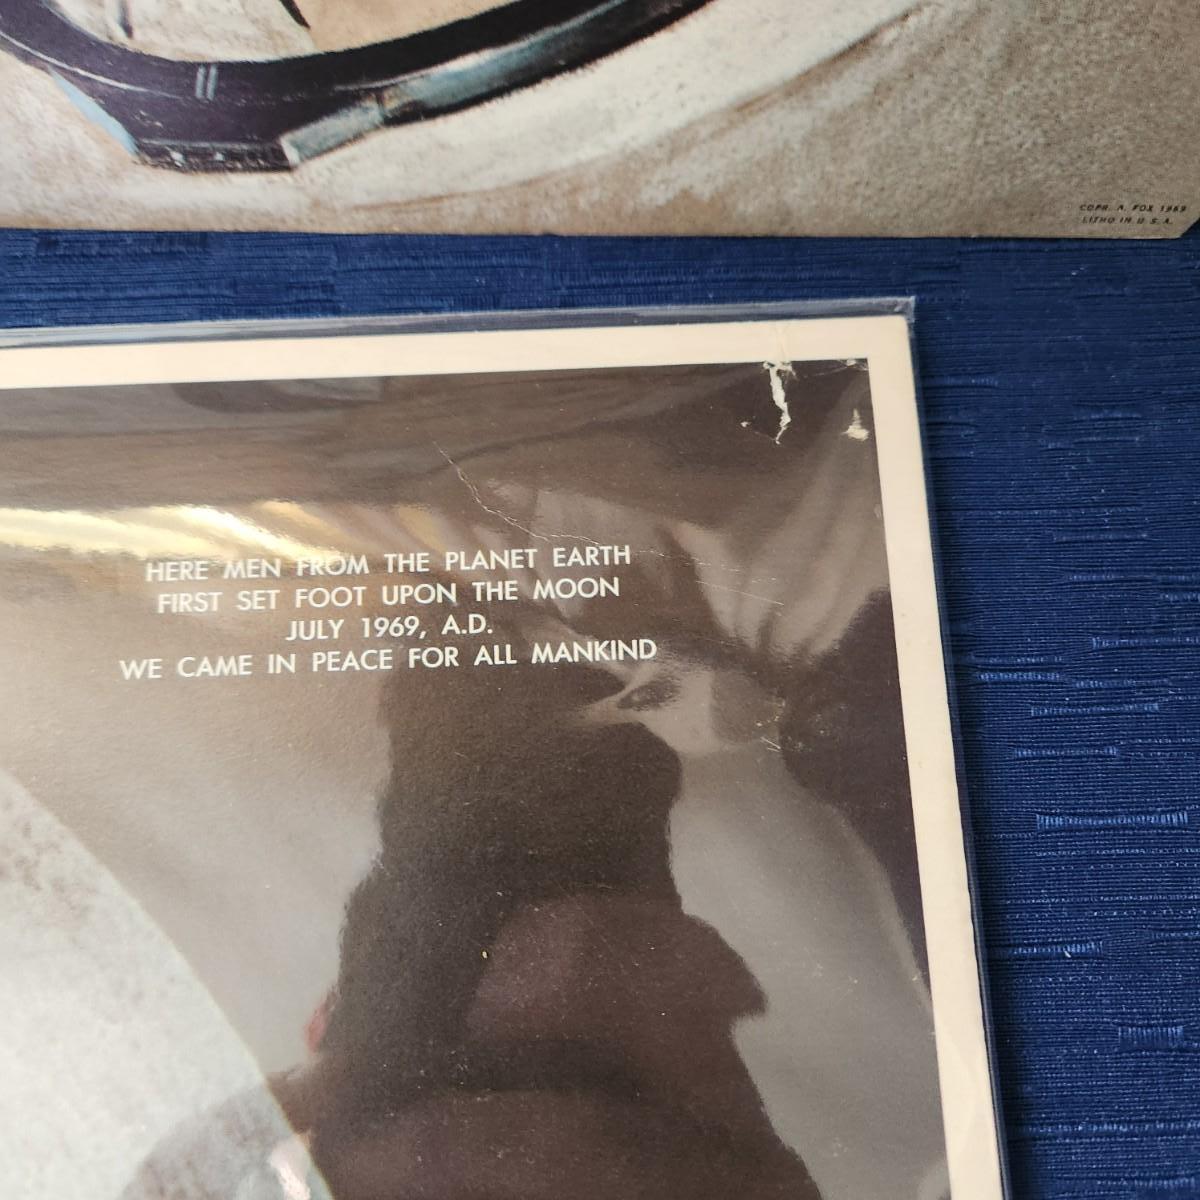 COPR. A. FOX 1969
LITHO IN U.S.A.
HERE MEN FROM THE PLANET EARTH
FIRST SET FOOT UPON THE MOON
JULY 1969, A.D.
WE CAME IN PEACE FOR ALL MANKIND